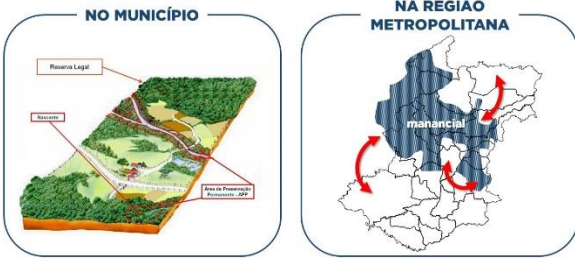 NO MUNICÍPIO
Reserva Legal
Nascente
Área de Preservação
Permanente - APP
NA REGIÃO
METROPOLITANA
manancial